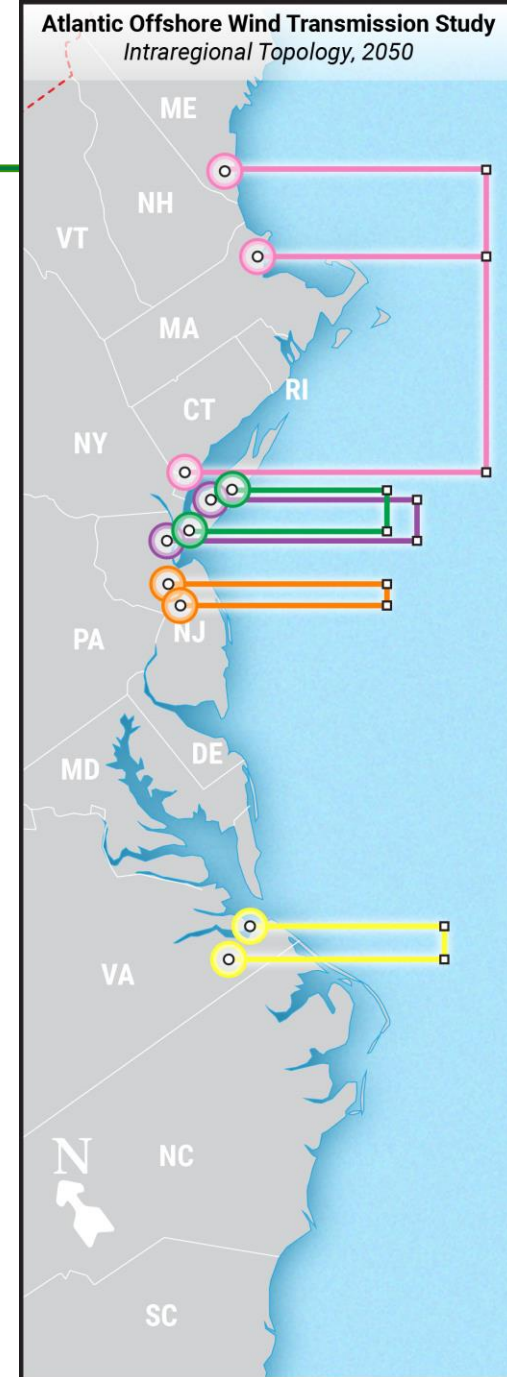 Atlantic Offshore Wind Transmission Study
Intraregional Topology, 2050
ME
NH
VT
MA
RI
CT
NY
NJ
PA
DE
MD
VA
N
NC
SC